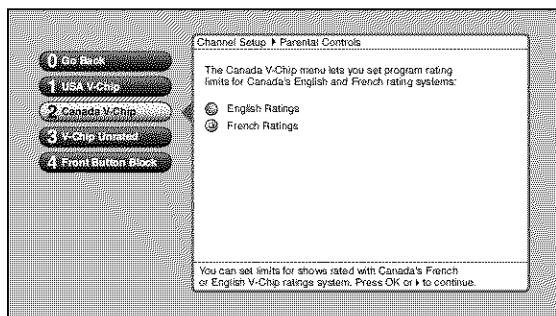 Channel Setup ▸ Parental Controls
0 Go Back
1 USA V-Chip
2 Canada V-Chip
3 V-Chip Unrated
4 Front Button Block
The Canada V-Chip menu lets you set program rating
limits for Canada's English and French rating systems:
English Ratings
French Ratings
You can set limits for shows rated with Canada's French
or English V-Chip ratings system. Press OK or ▸ to continue.